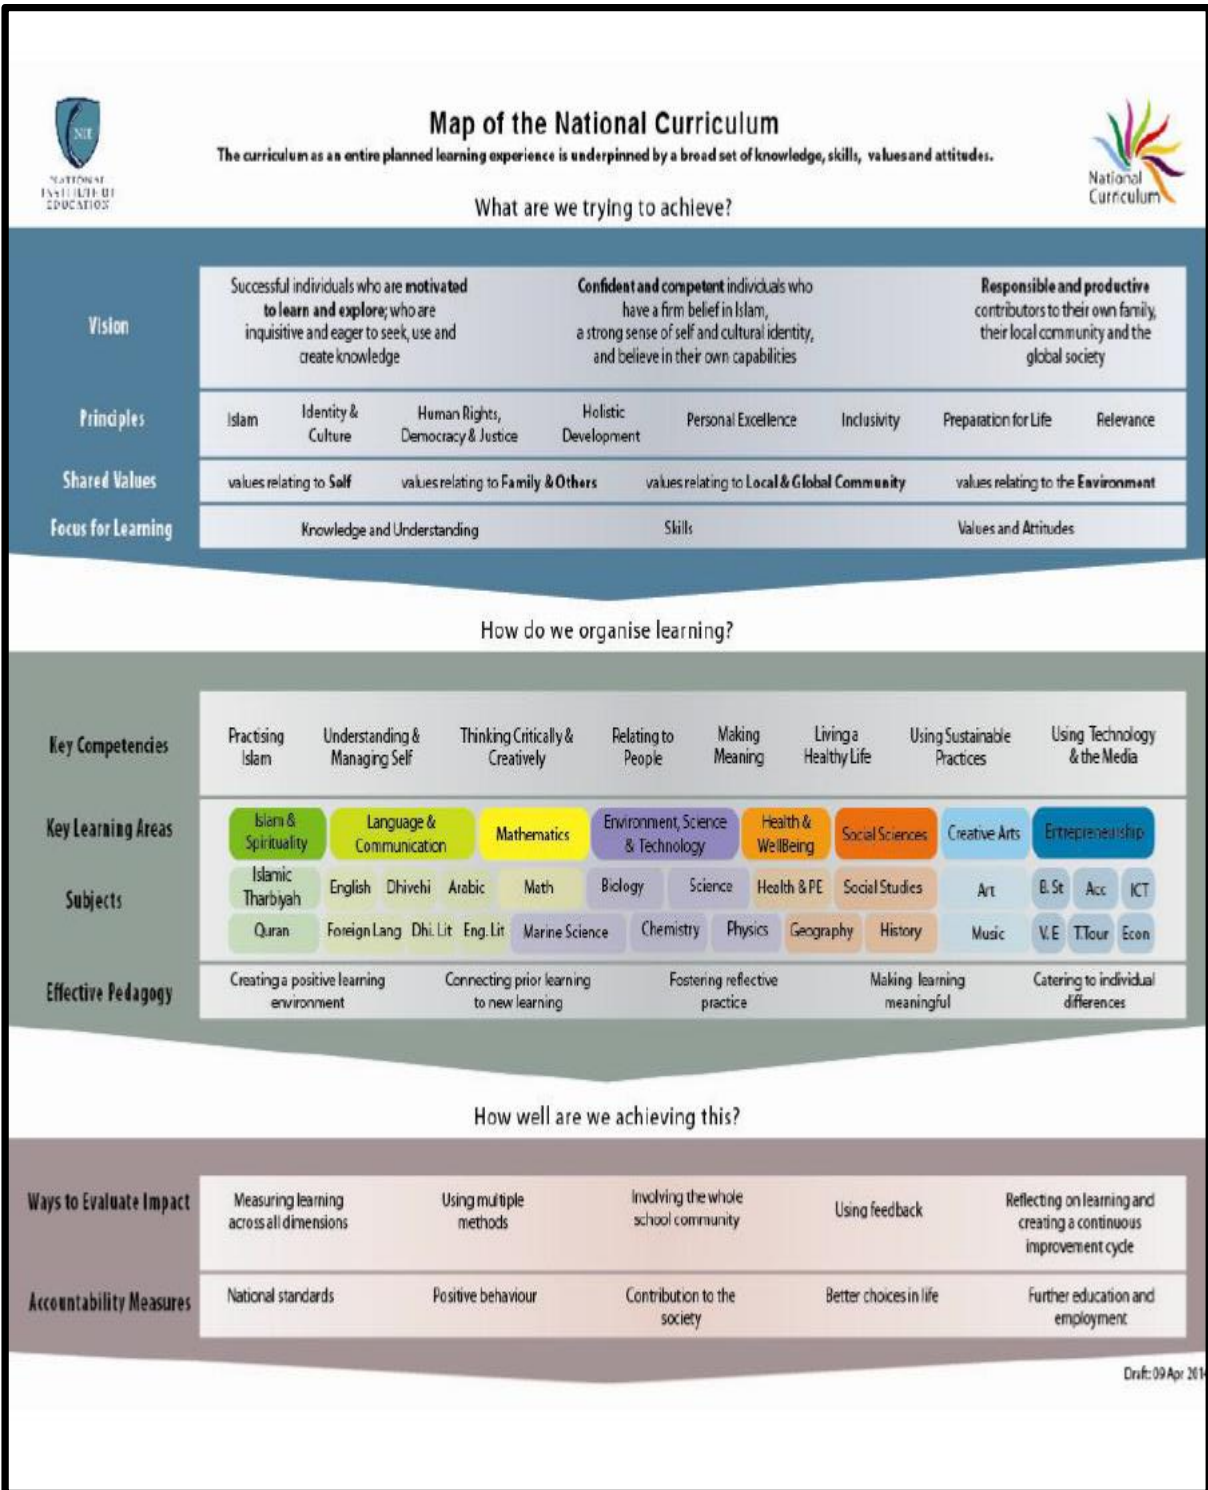 NIE
NATIONAL
INSTITUTE OF
EDUCATION
Map of the National Curriculum
The curriculum as an entire planned learning experience is underpinned by a broad set of knowledge, skills, values and attitudes.
National
Curriculum
What are we trying to achieve?
Vision
Successful individuals who are motivated
to learn and explore; who are
inquisitive and eager to seek, use and
create knowledge
Confident and competent individuals who
have a firm belief in Islam,
a strong sense of self and cultural identity,
and believe in their own capabilities
Responsible and productive
contributors to their own family,
their local community and the
global society
Principles
Islam
Identity &
Culture
Human Rights,
Democracy & Justice
Holistic
Development
Personal Excellence
Inclusivity
Preparation for Life
Relevance
Shared Values
values relating to Self
values relating to Family & Others
values relating to Local & Global Community
values relating to the Environment
Focus for Learning
Knowledge and Understanding
Skills
Values and Attitudes
How do we organise learning?
Key Competencies
Practising
Islam
Understanding &
Managing Self
Thinking Critically &
Creatively
Relating to
People
Making
Meaning
Living a
Healthy Life
Using Sustainable
Practices
Using Technology
& the Media
Key Learning Areas
Islam &
Spirituality
Language &
Communication
Mathematics
Environment, Science
& Technology
Health &
WellBeing
Social Sciences
Creative Arts
Entrepreneurship
Subjects
Islamic
Tharbiyah
English
Dhivehi
Arabic
Math
Biology
Science
Health & PE
Social Studies
Art
B. St
Acc
ICT
Quran
Foreign Lang
Dhi. Lit
Eng. Lit
Marine Science
Chemistry
Physics
Geography
History
Music
V. E
T.Tour
Econ
Effective Pedagogy
Creating a positive learning
environment
Connecting prior learning
to new learning
Fostering reflective
practice
Making learning
meaningful
Catering to individual
differences
How well are we achieving this?
Ways to Evaluate Impact
Measuring learning
across all dimensions
Using multiple
methods
Involving the whole
school community
Using feedback
Reflecting on learning and
creating a continuous
improvement cycle
Accountability Measures
National standards
Positive behaviour
Contribution to the
society
Better choices in life
Further education and
employment
Draft: 09 Apr 2014